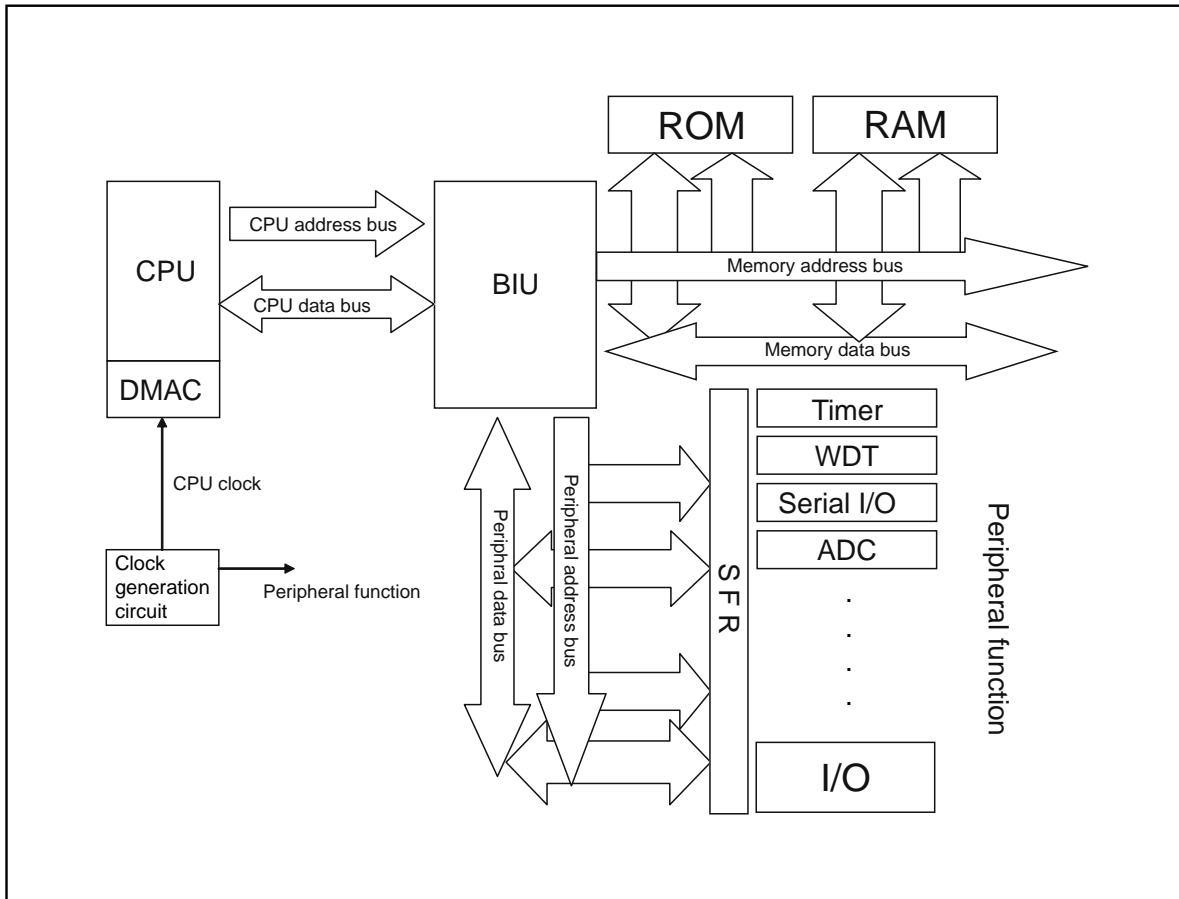 ROM
RAM
CPU address bus
CPU
BIU
Memory address bus
CPU data bus
Memory data bus
DMAC
Timer
WDT
CPU clock
Serial I/O
ADC
Clock
generation
circuit
Peripheral function
Periphral data bus
Peripheral address bus
S F R
.
.
.
.
Peripheral function
I/O